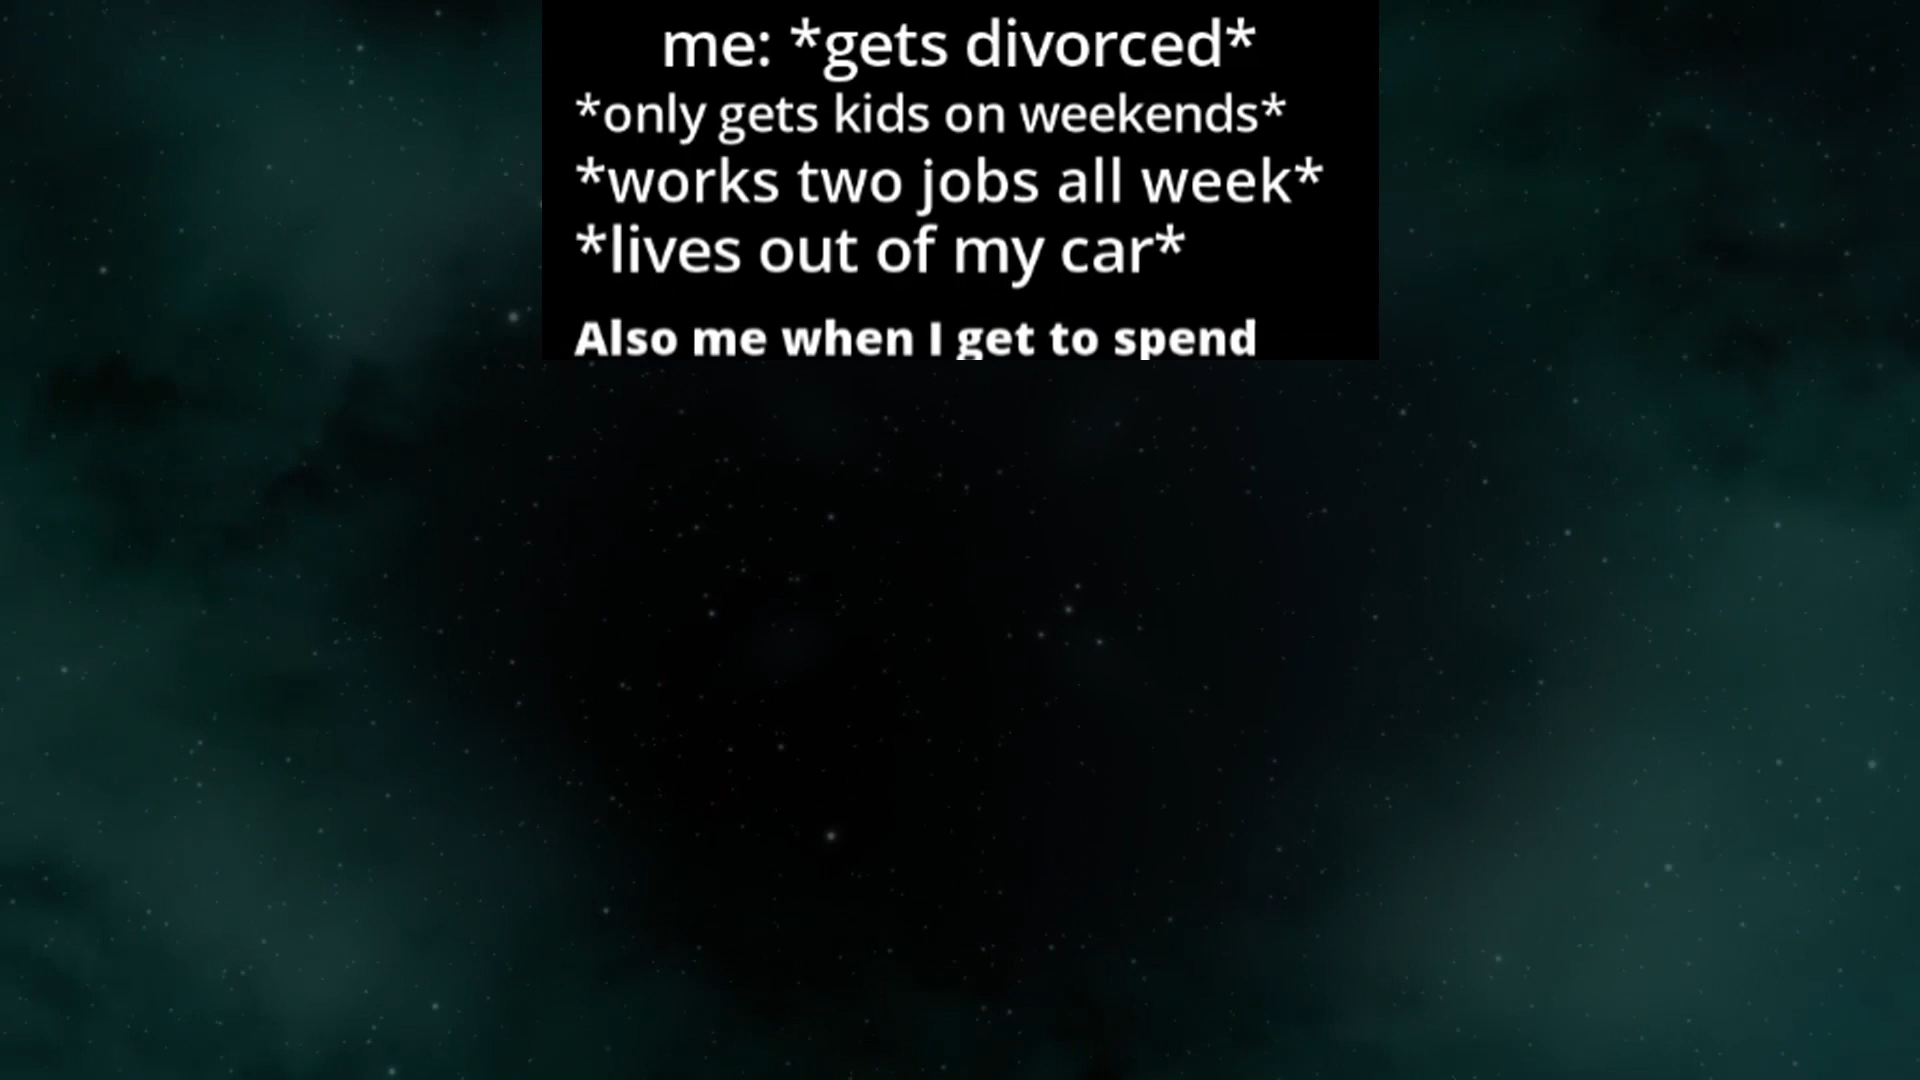 me: *gets divorced*
*only gets kids on weekends*
*works two jobs all week*
*lives out of my car*
Also me when I get to spend